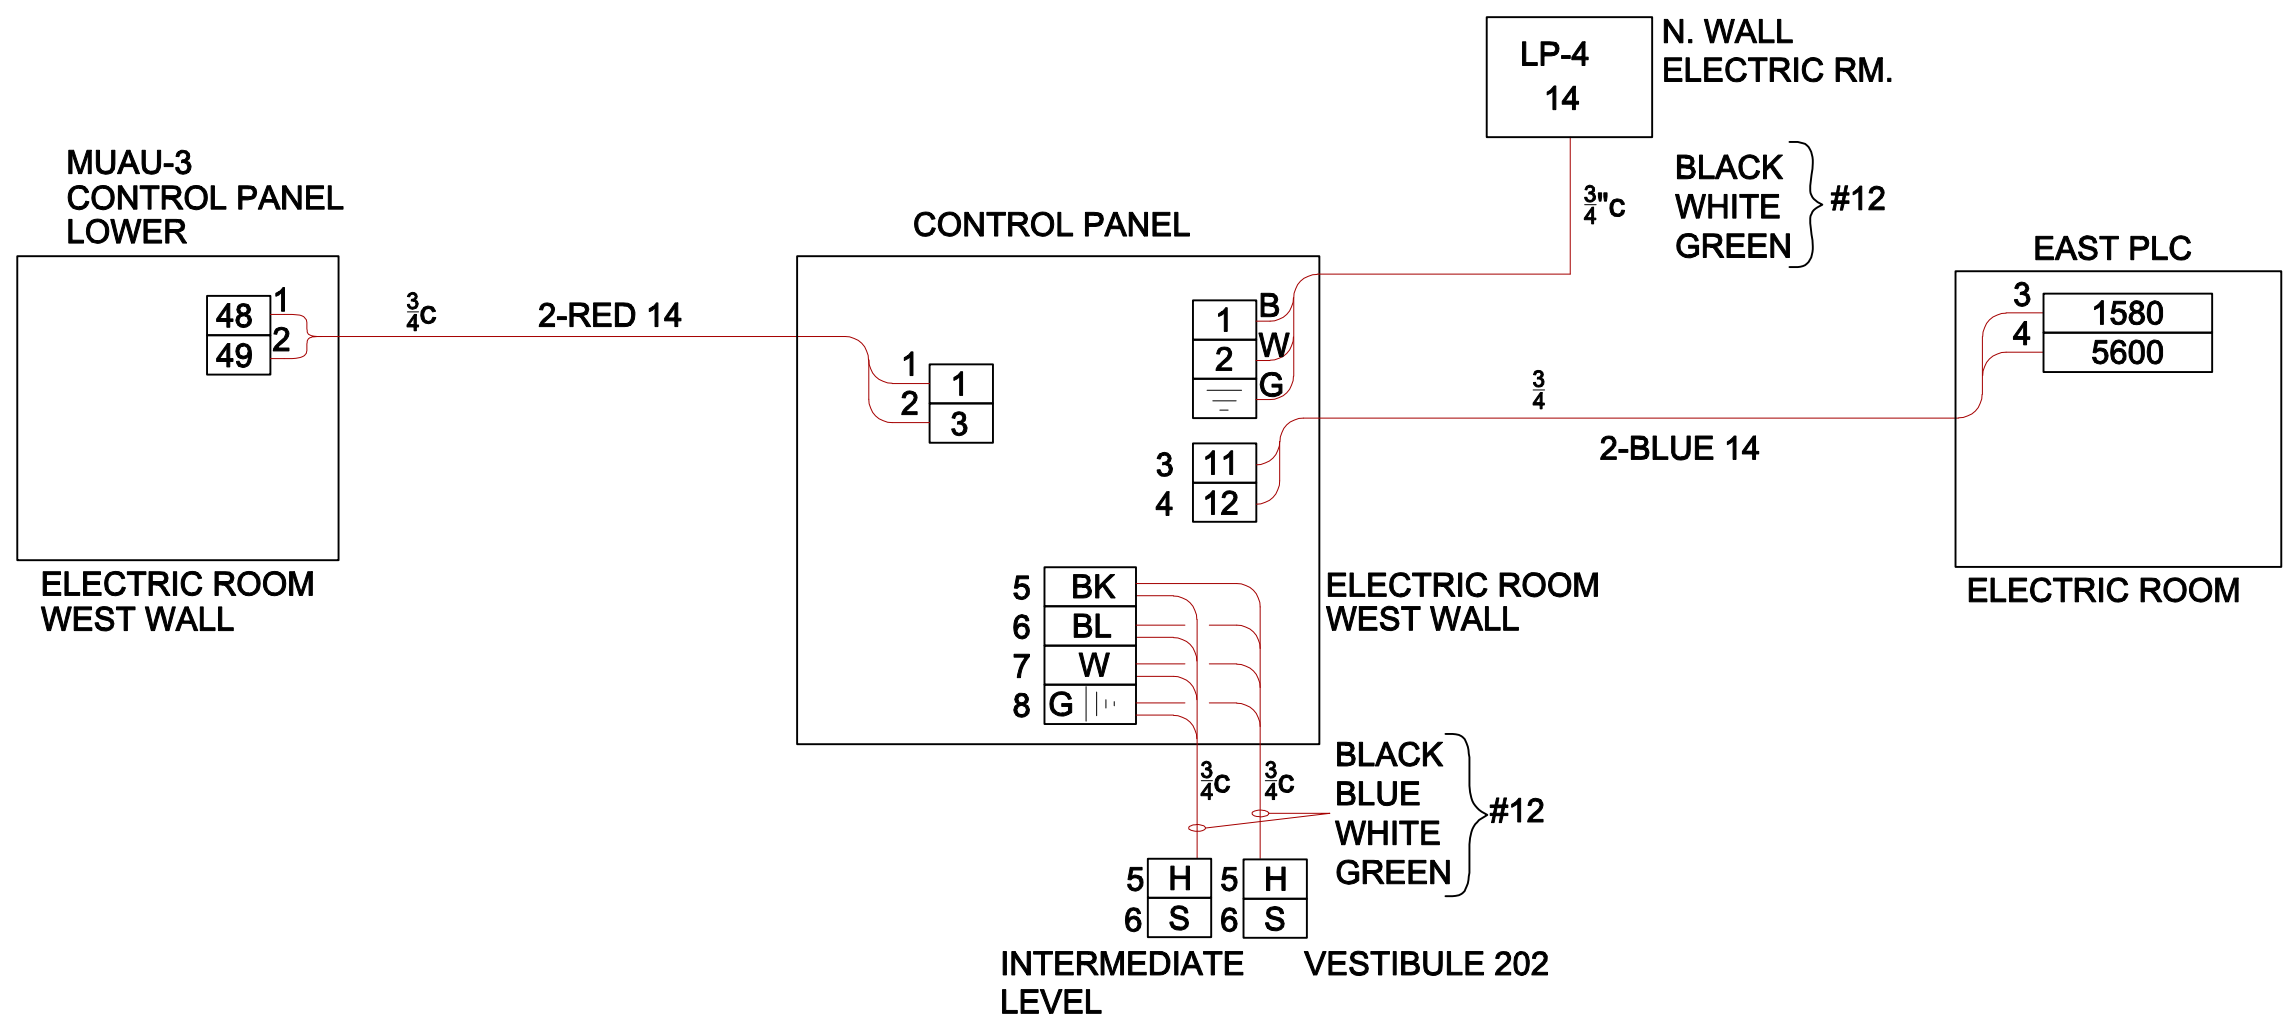 LP-4
14
N. WALL
ELECTRIC RM.
BLACK
WHITE
GREEN
#12
3/4"C
MUAU-3
CONTROL PANEL
LOWER
48
49
1
2
3/4C
2-RED 14
ELECTRIC ROOM
WEST WALL
CONTROL PANEL
1
2
1
3
1
2
B
W
G
3
4
11
12
3/4
2-BLUE 14
EAST PLC
3
4
1580
5600
ELECTRIC ROOM
5
6
7
8
BK
BL
W
G
ELECTRIC ROOM
WEST WALL
3/4C
3/4C
BLACK
BLUE
WHITE
GREEN
#12
5
6
H
S
5
6
H
S
INTERMEDIATE
LEVEL
VESTIBULE 202